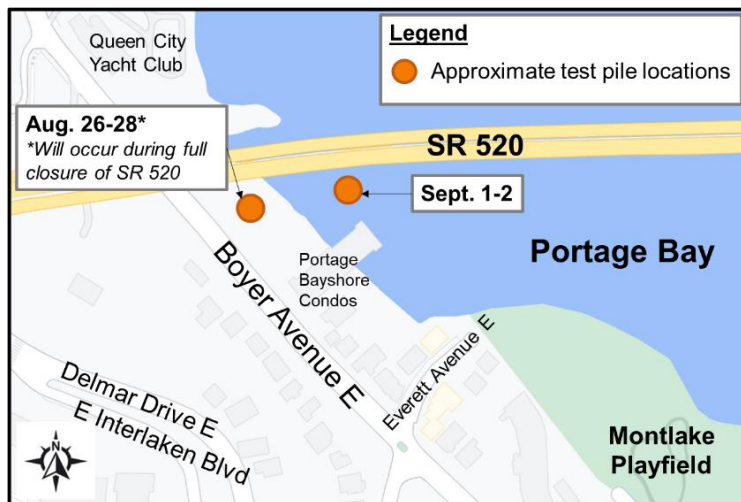 Queen City
Yacht Club
Legend
Approximate test pile locations
Aug. 26-28*
*Will occur during full
closure of SR 520
SR 520
Sept. 1-2
Portage Bay
Portage
Bayshore
Condos
Boyer Avenue E
Everett Avenue E
Delmar Drive E
E Interlaken Blvd
Montlake
Playfield
N